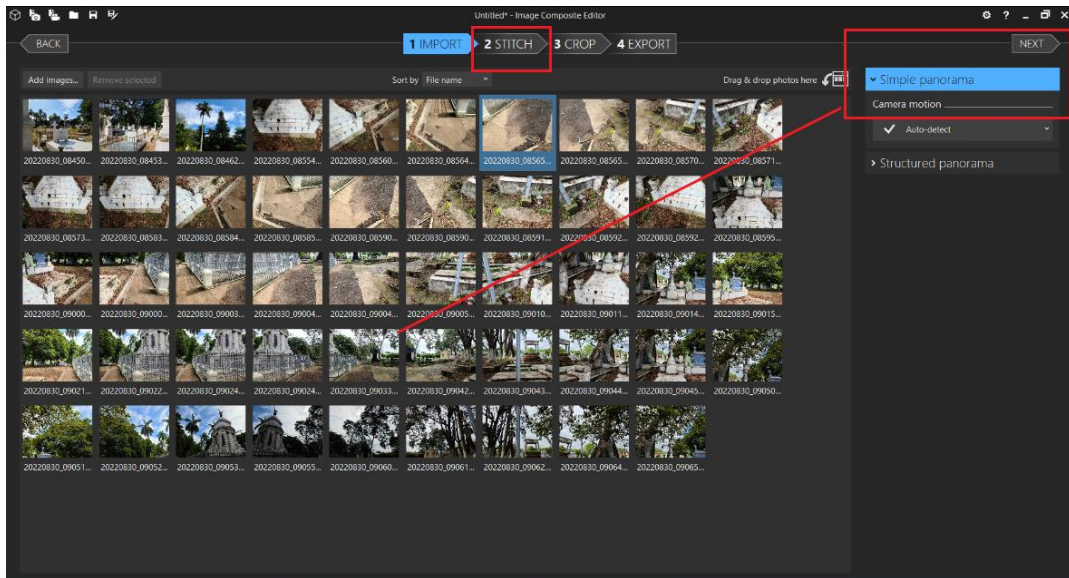 Untitled* - Image Composite Editor
?
BACK
1 IMPORT 2 STITCH 3 CROP 4 EXPORT
NEXT
Add images... Remove selected Sort by File name Drag & drop photos here
Simple panorama
Camera motion
Auto-detect
Structured panorama
20220830_08450... 20220830_08453... 20220830_08462... 20220830_08554... 20220830_08560... 20220830_08564... 20220830_08565... 20220830_08565... 20220830_08570... 20220830_08571...
20220830_08573... 20220830_08583... 20220830_08584... 20220830_08585... 20220830_08590... 20220830_08590... 20220830_08591... 20220830_08592... 20220830_08592... 20220830_08595...
20220830_09000... 20220830_09000... 20220830_09003... 20220830_09004... 20220830_09004... 20220830_09005... 20220830_09010... 20220830_09011... 20220830_09014... 20220830_09015...
20220830_09021... 20220830_09022... 20220830_09024... 20220830_09024... 20220830_09033... 20220830_09042... 20220830_09043... 20220830_09044... 20220830_09045... 20220830_09050...
20220830_09051... 20220830_09052... 20220830_09053... 20220830_09055... 20220830_09060... 20220830_09061... 20220830_09062... 20220830_09064... 20220830_09065...